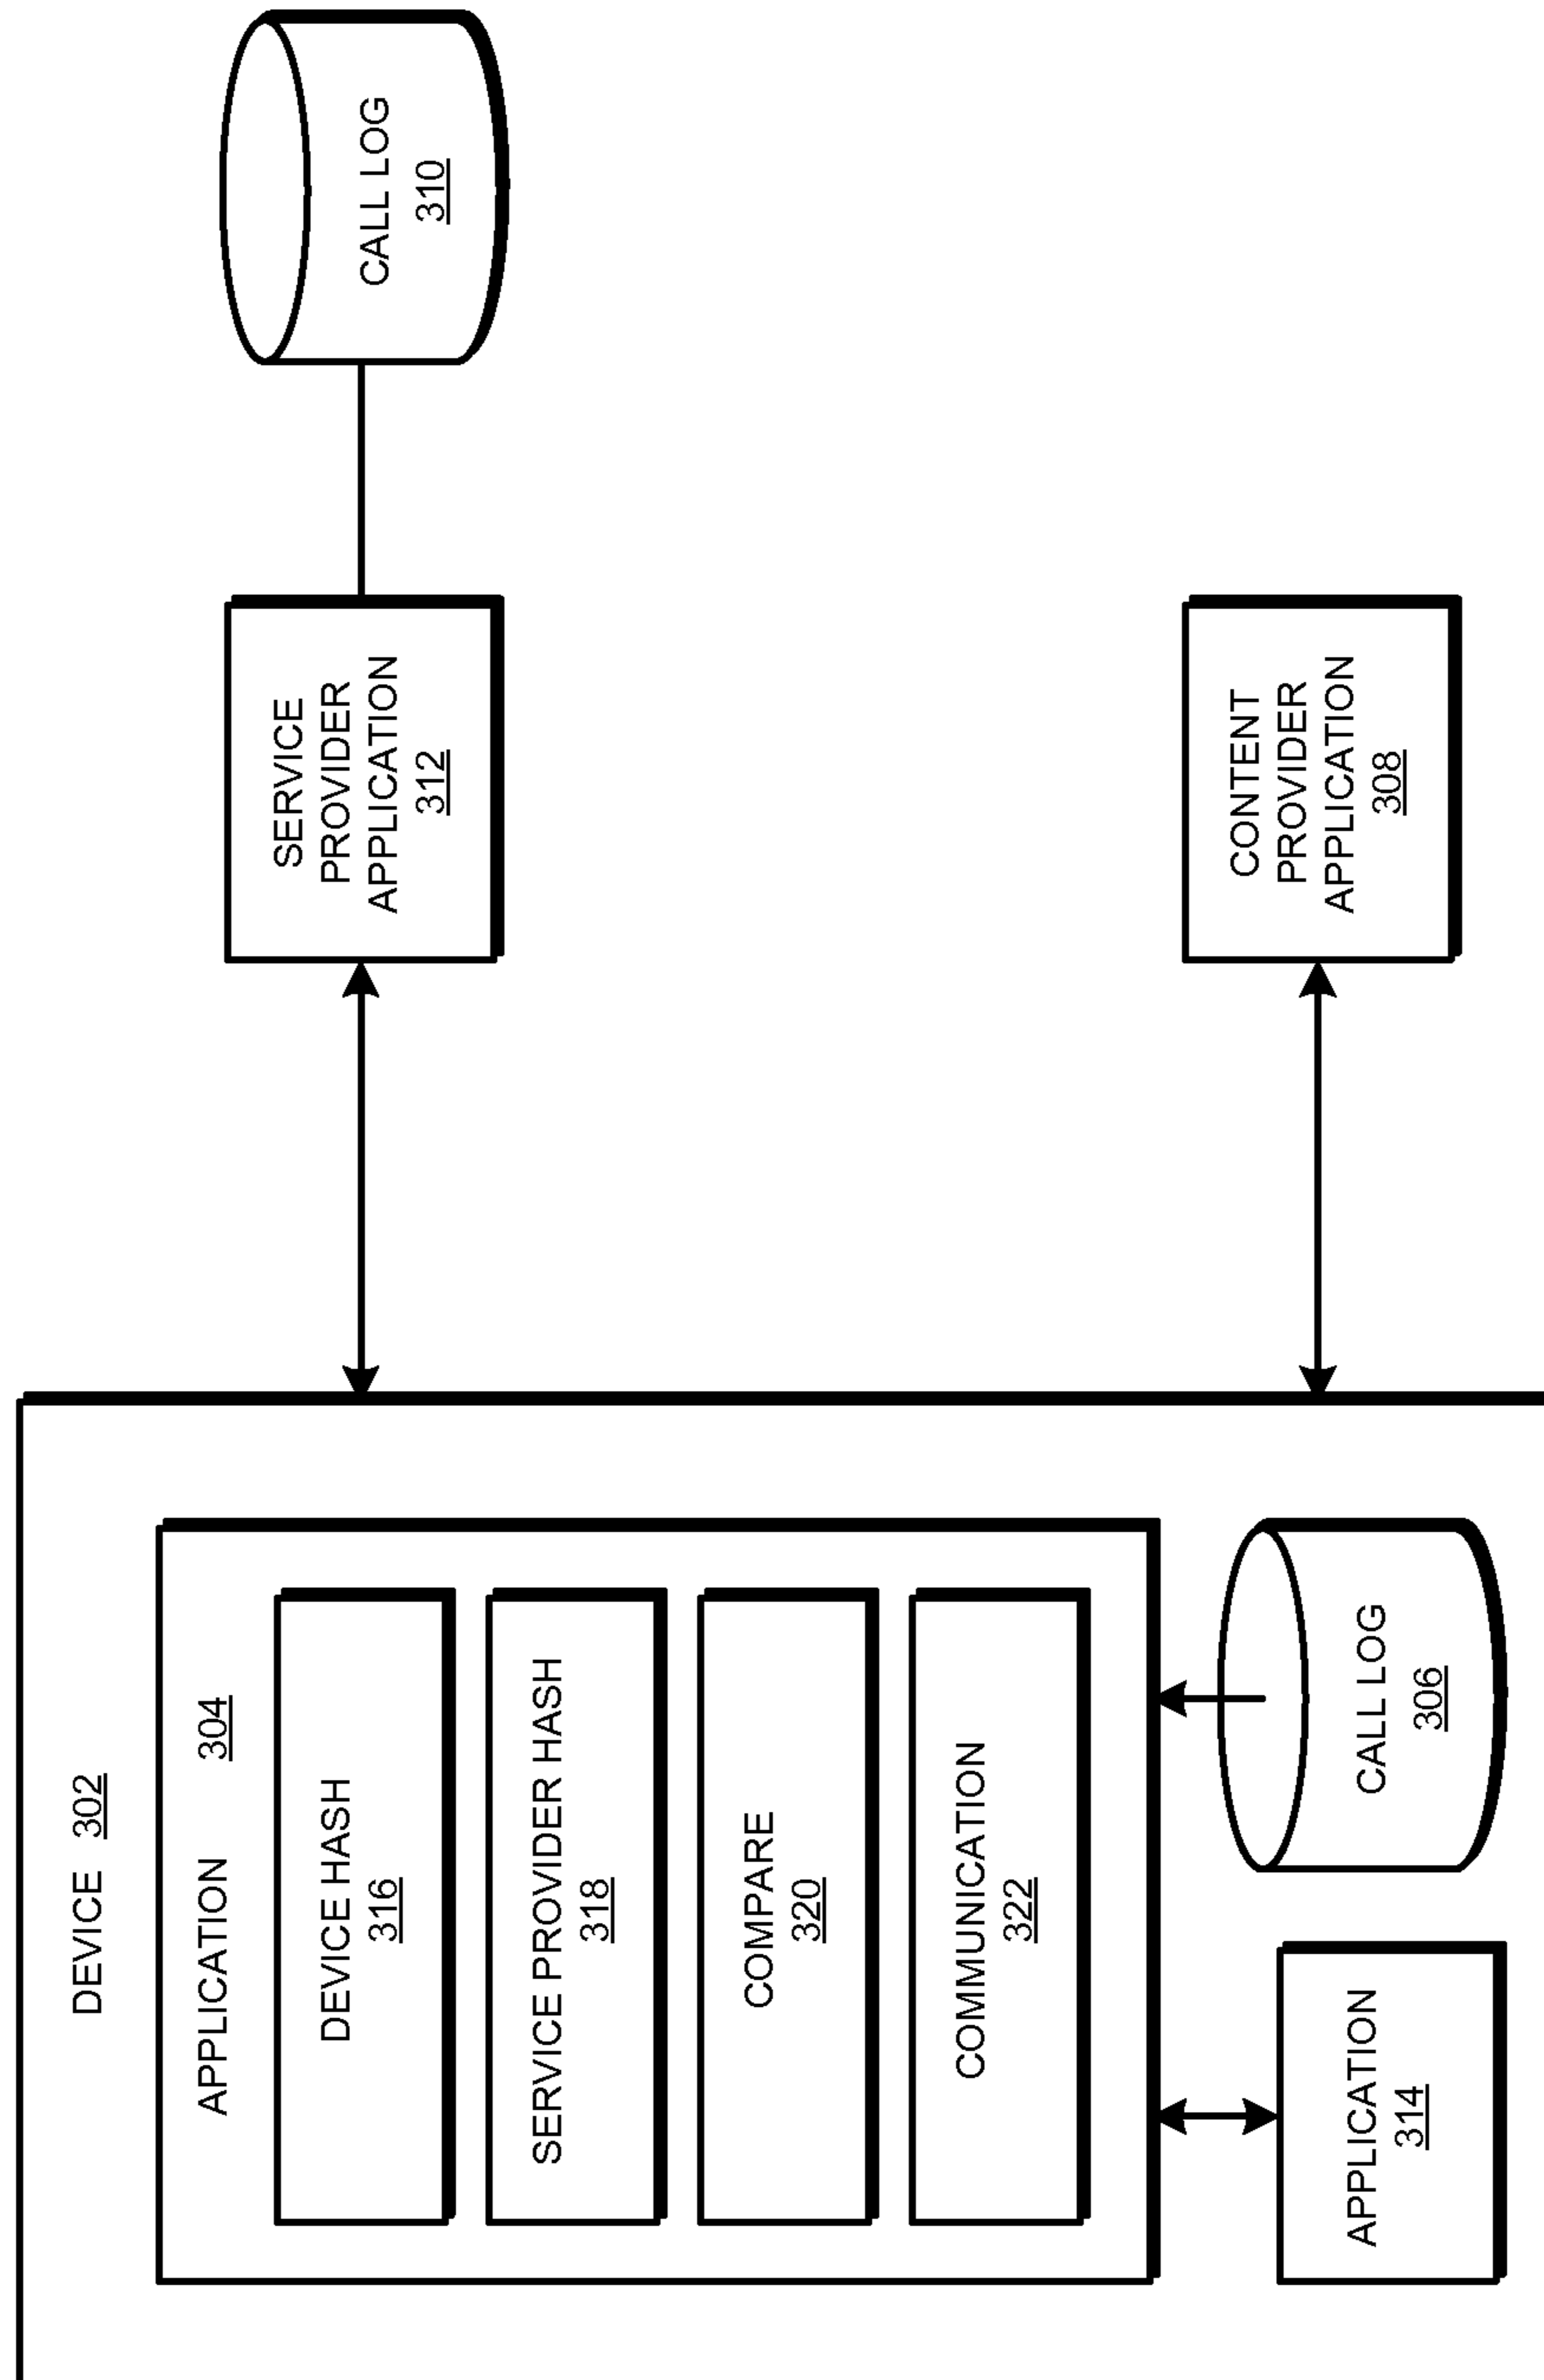 DEVICE 302
APPLICATION 304
DEVICE HASH
316
SERVICE PROVIDER HASH
318
COMPARE
320
COMMUNICATION
322
APPLICATION
314
CALL LOG
306
SERVICE
PROVIDER
APPLICATION
312
CALL LOG
310
CONTENT
PROVIDER
APPLICATION
308